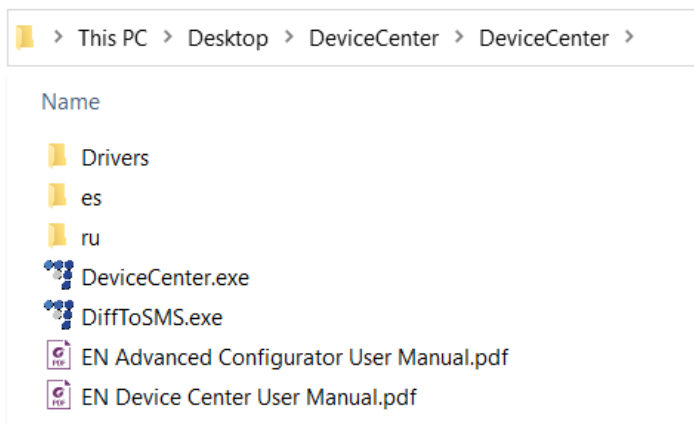 > This PC > Desktop > DeviceCenter > DeviceCenter >
Name
Drivers
es
ru
DeviceCenter.exe
DiffToSMS.exe
EN Advanced Configurator User Manual.pdf
EN Device Center User Manual.pdf